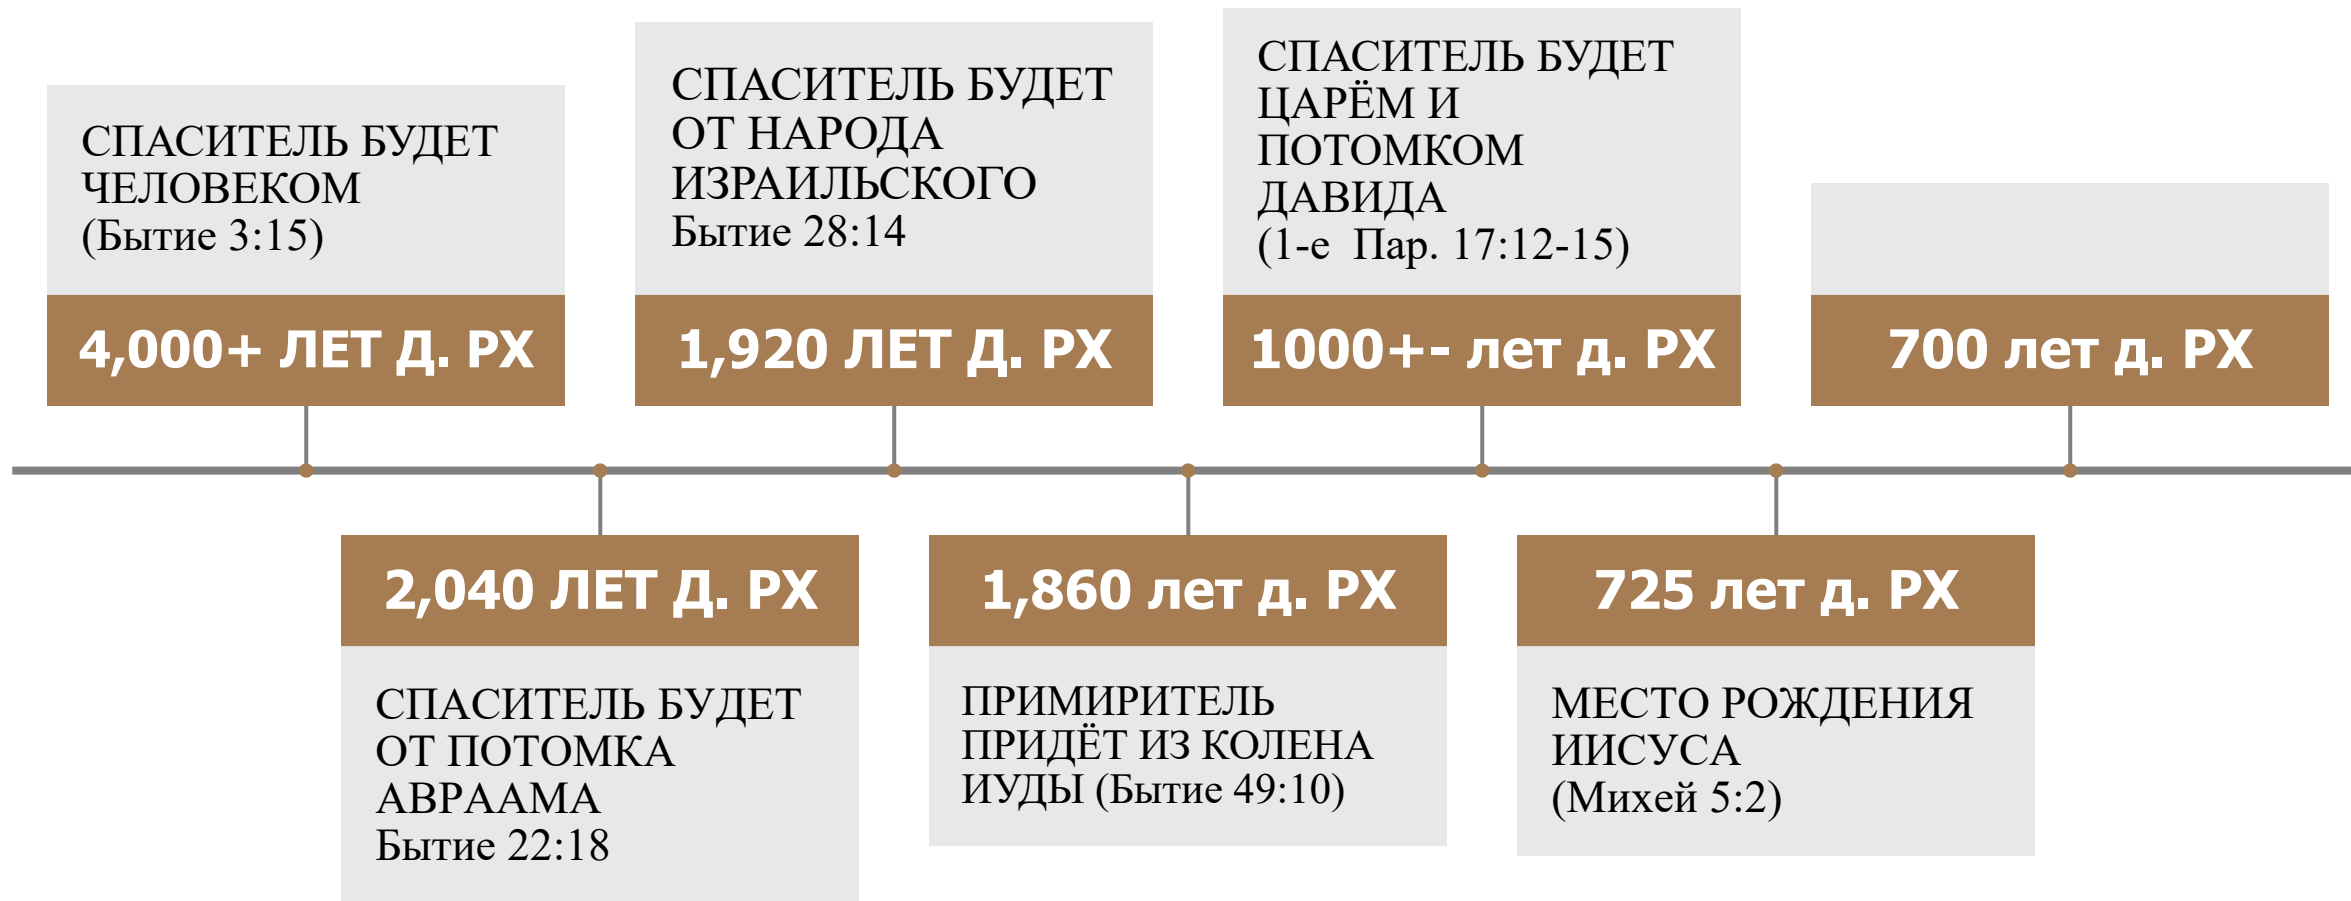 СПАСИТЕЛЬ БУДЕТ
ЧЕЛОВЕКОМ
(Бытие 3:15)
4,000+ ЛЕТ Д. РХ
СПАСИТЕЛЬ БУДЕТ
ОТ НАРОДА
ИЗРАИЛЬСКОГО
Бытие 28:14
1,920 ЛЕТ Д. РХ
СПАСИТЕЛЬ БУДЕТ
ЦАРЁМ И
ПОТОМКОМ
ДАВИДА
(1-е  Пар. 17:12-15)
1000+- лет д. РХ
700 лет д. РХ
2,040 ЛЕТ Д. РХ
СПАСИТЕЛЬ БУДЕТ
ОТ ПОТОМКА
АВРААМА
Бытие 22:18
1,860 лет д. РХ
ПРИМИРИТЕЛЬ
ПРИДЁТ ИЗ КОЛЕНА
ИУДЫ (Бытие 49:10)
725 лет д. РХ
МЕСТО РОЖДЕНИЯ
ИИСУСА
(Михей 5:2)